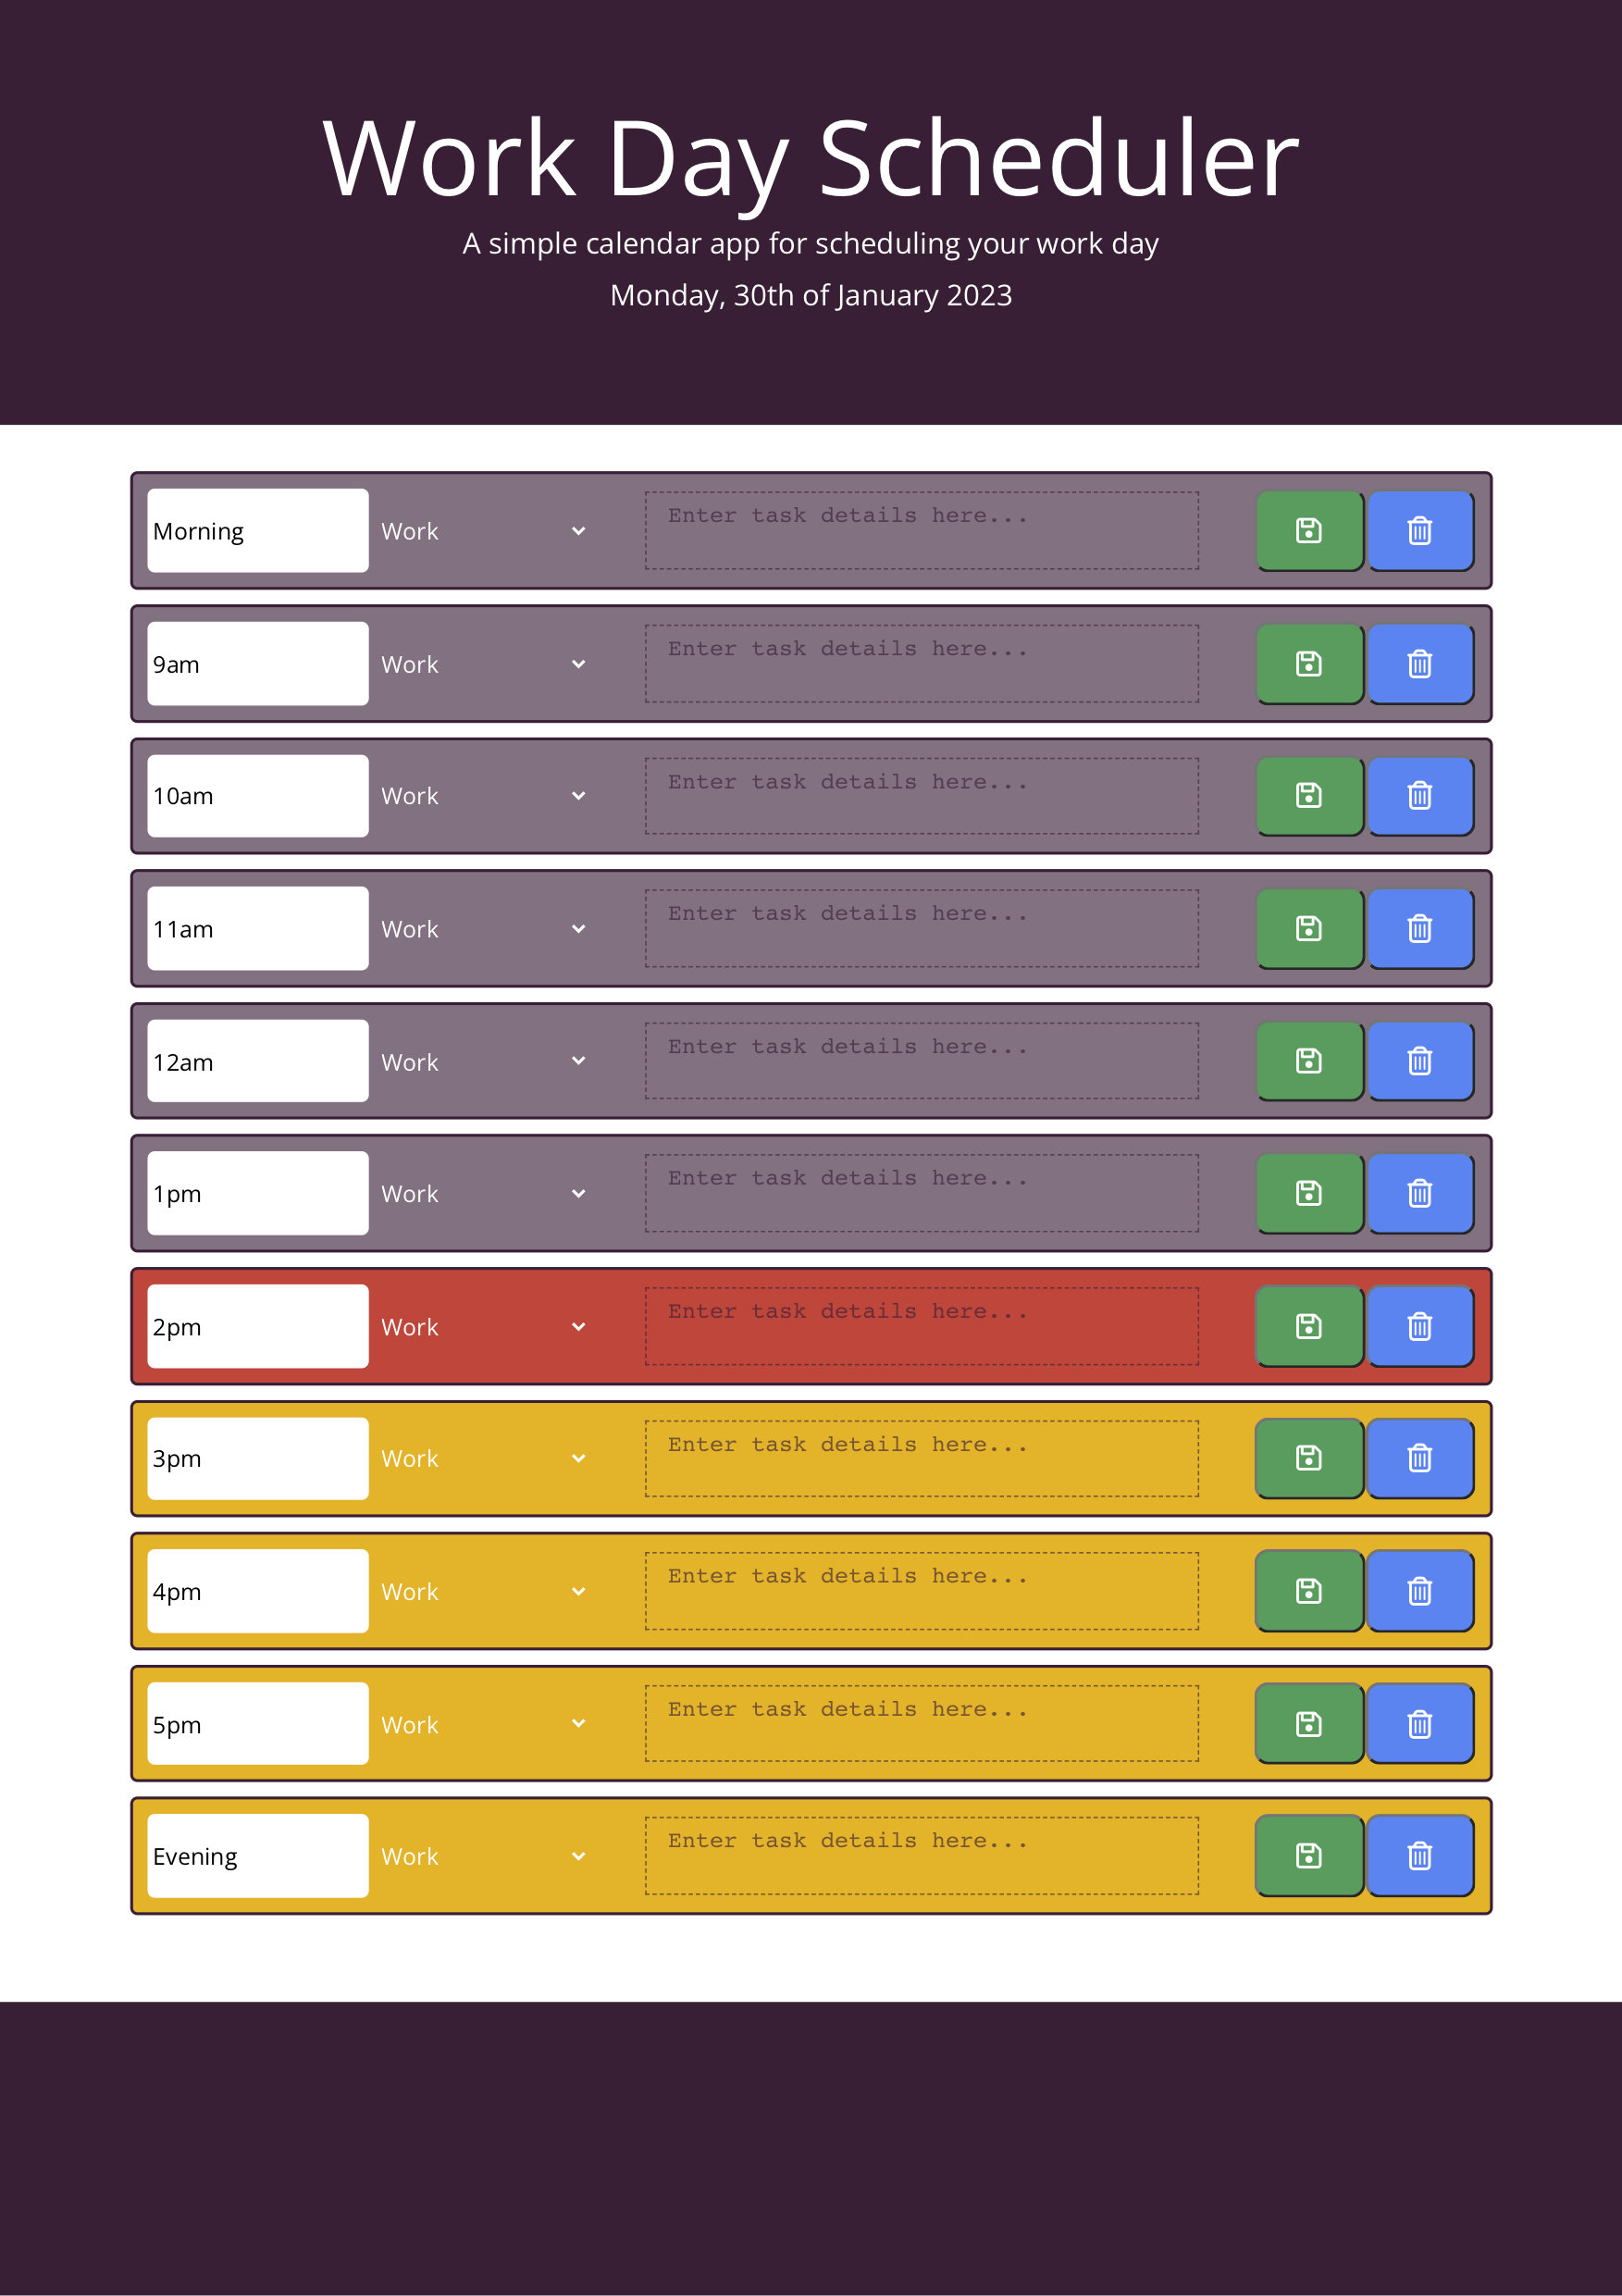 Work Day Scheduler
A simple calendar app for scheduling your work day
Monday, 30th of January 2023
Morning Work Enter task details here...
9am Work Enter task details here...
10am Work Enter task details here...
11am Work Enter task details here...
12am Work Enter task details here...
1pm Work Enter task details here...
2pm Work Enter task details here...
3pm Work Enter task details here...
4pm Work Enter task details here...
5pm Work Enter task details here...
Evening Work Enter task details here...